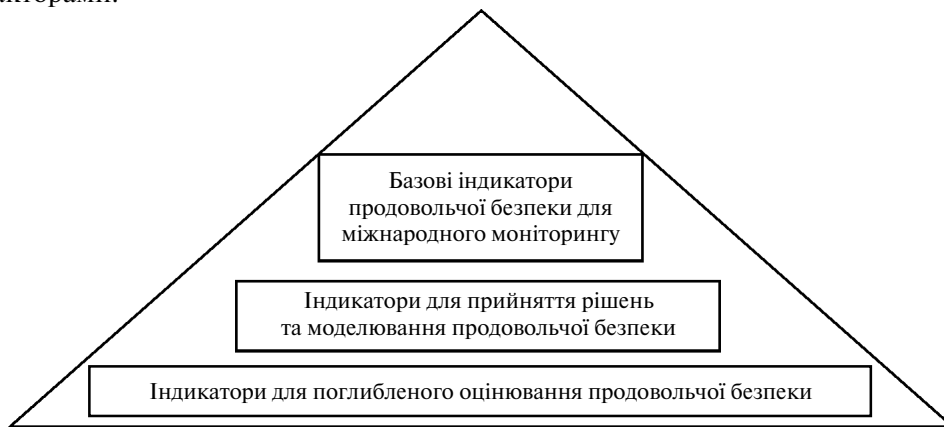 Базові індикатори
продовольчої безпеки для
міжнародного моніторингу
Індикатори для прийняття рішень
та моделювання продовольчої безпеки
Індикатори для поглибленого оцінювання продовольчої безпеки